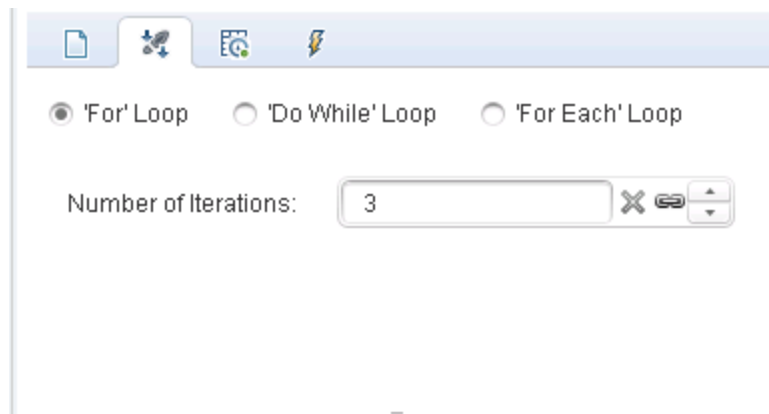 'For' Loop 'Do While' Loop 'For Each' Loop
Number of Iterations: 3